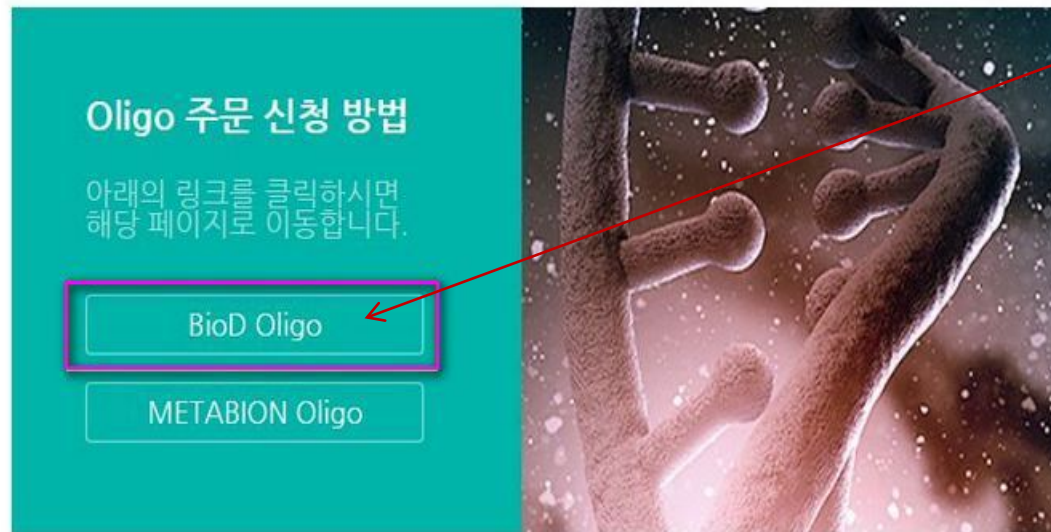 Oligo 주문 신청 방법
아래의 링크를 클릭하시면
해당 페이지로 이동합니다.
BioD Oligo
METABION Oligo